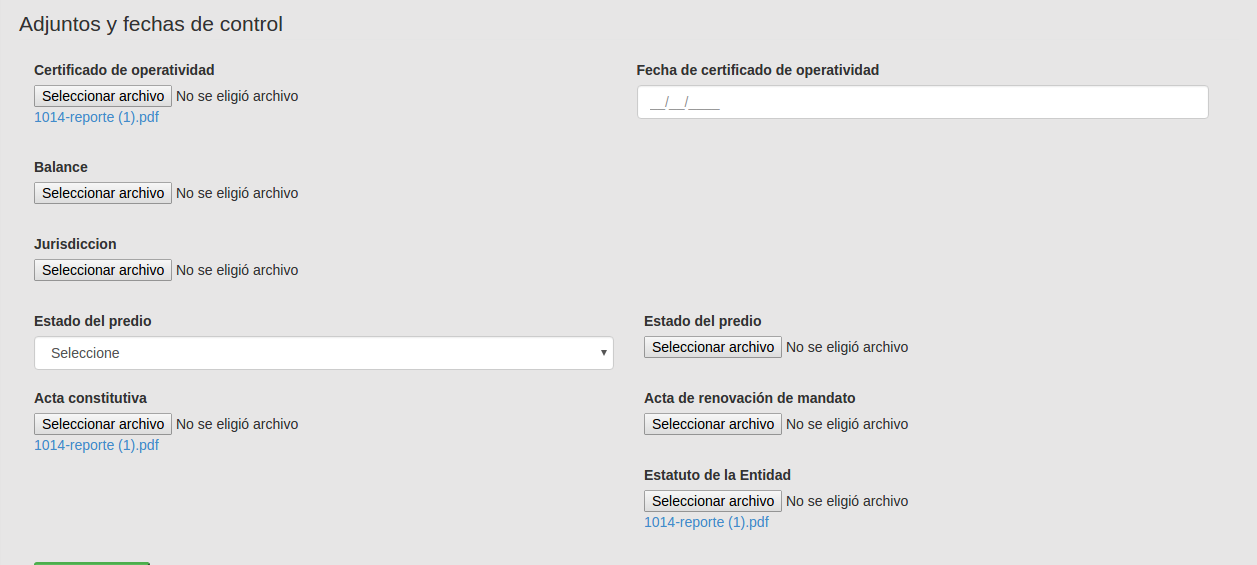 Adjuntos y fechas de control
Certificado de operatividad
Seleccionar archivo No se eligió archivo
1014-reporte (1).pdf
Fecha de certificado de operatividad
__/__/____
Balance
Seleccionar archivo No se eligió archivo
Jurisdiccion
Seleccionar archivo No se eligió archivo
Estado del predio
Seleccione
Estado del predio
Seleccionar archivo No se eligió archivo
Acta constitutiva
Seleccionar archivo No se eligió archivo
1014-reporte (1).pdf
Acta de renovación de mandato
Seleccionar archivo No se eligió archivo
Estatuto de la Entidad
Seleccionar archivo No se eligió archivo
1014-reporte (1).pdf